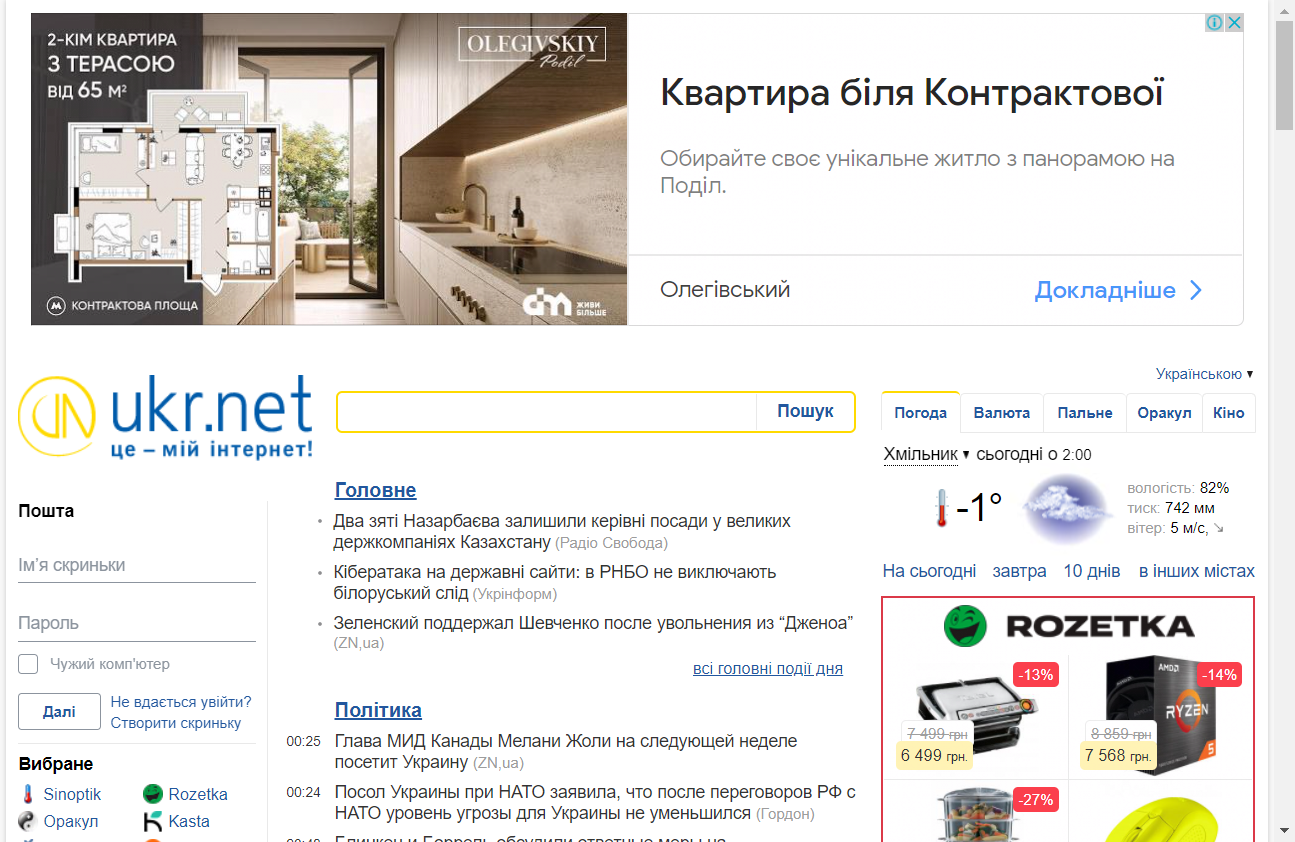 2-КІМ КВАРТИРА
З ТЕРАСОЮ
ВІД 65 М²
OLEGIVSKIY
Podil
М КОНТРАКТОВА ПЛОЩА
dim ЖИВИ
БІЛЬШЕ
Квартира біля Контрактової
Обирайте своє унікальне житло з панорамою на
Поділ.
Олегівський
Докладніше
Українською ▼
ukr.net
це – мій інтернет!
Пошук
Погода
Валюта
Пальне
Оракул
Кіно
Хмільник ▼ сьогодні о 2:00
-1°
вологість: 82%
тиск: 742 мм
вітер: 5 м/с, ↘
На сьогодні завтра 10 днів в інших містах
Пошта
Ім'я скриньки
Пароль
Чужий комп'ютер
Далі
Не вдається увійти?
Створити скриньку
Вибране
Sinoptik
Rozetka
Оракул
Kasta
Головне
Два зяті Назарбаєва залишили керівні посади у великих
держкомпаніях Казахстану (Радіо Свобода)
Кібератака на державні сайти: в РНБО не виключають
білоруський слід (Укрінформ)
Зеленский поддержал Шевченко после увольнения из “Дженоа”
(ZN,ua)
всі головні події дня
Політика
00:25 Глава МИД Канады Мелани Жоли на следующей неделе
посетит Украину (ZN,ua)
00:24 Посол Украины при НАТО заявила, что после переговоров РФ с
НАТО уровень угрозы для Украины не уменьшился (Гордон)
ROZETKA
-13%
7 499 грн
6 499 грн.
AMD
RYZEN
5
-14%
8 859 грн
7 568 грн.
-27%